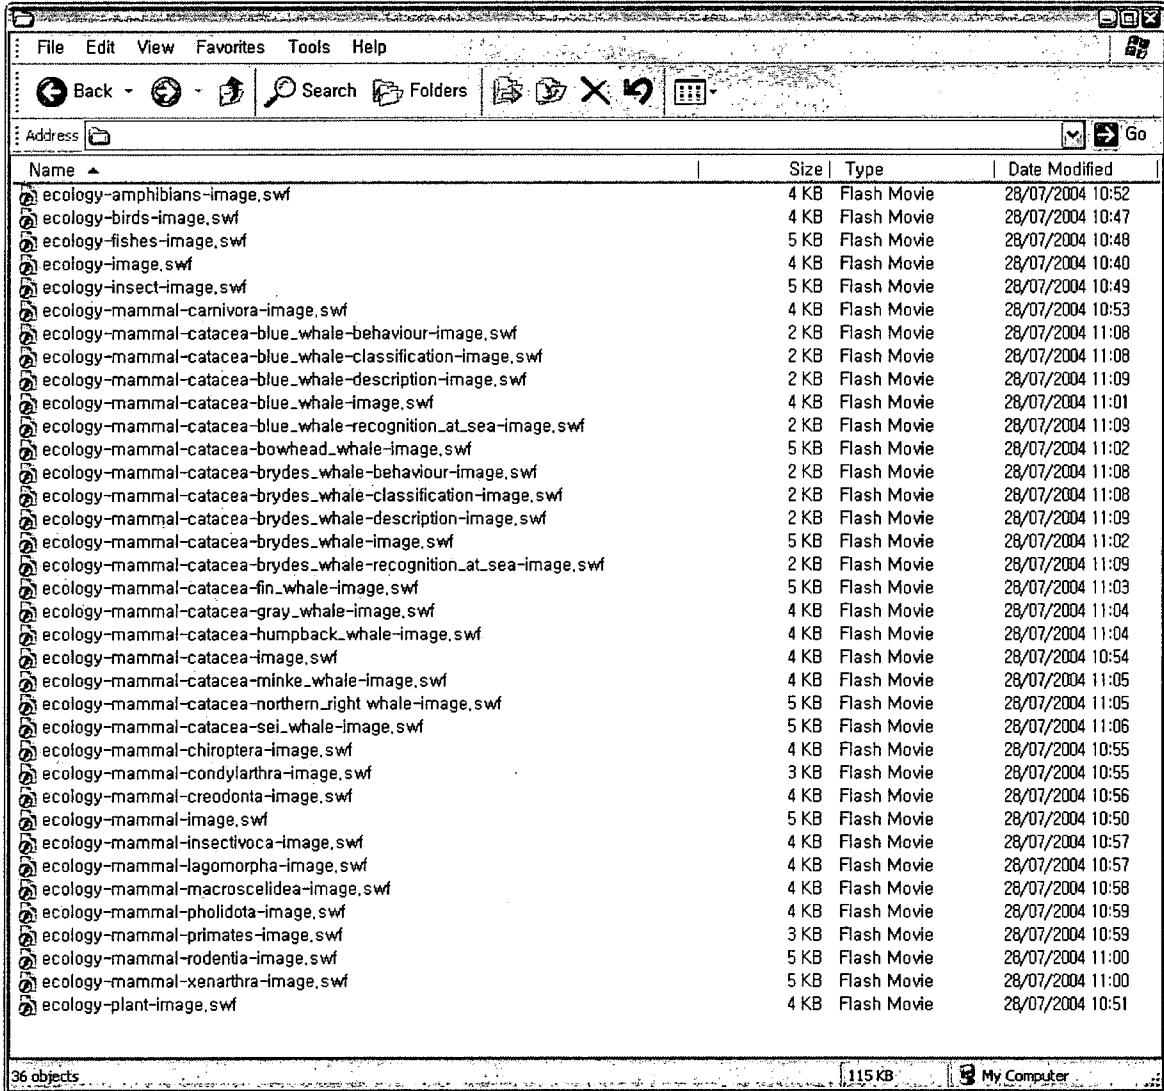 File Edit View Favorites Tools Help
Back Search Folders
Address Go
Name Size Type Date Modified
ecology-amphibians-image.swf 4 KB Flash Movie 28/07/2004 10:52
ecology-birds-image.swf 4 KB Flash Movie 28/07/2004 10:47
ecology-fishes-image.swf 5 KB Flash Movie 28/07/2004 10:48
ecology-image.swf 4 KB Flash Movie 28/07/2004 10:40
ecology-insect-image.swf 5 KB Flash Movie 28/07/2004 10:49
ecology-mammal-carnivora-image.swf 4 KB Flash Movie 28/07/2004 10:53
ecology-mammal-catacea-blue_whale-behaviour-image.swf 2 KB Flash Movie 28/07/2004 11:08
ecology-mammal-catacea-blue_whale-classification-image.swf 2 KB Flash Movie 28/07/2004 11:08
ecology-mammal-catacea-blue_whale-description-image.swf 2 KB Flash Movie 28/07/2004 11:09
ecology-mammal-catacea-blue_whale-image.swf 4 KB Flash Movie 28/07/2004 11:01
ecology-mammal-catacea-blue_whale-recognition_at_sea-image.swf 2 KB Flash Movie 28/07/2004 11:09
ecology-mammal-catacea-bowhead_whale-image.swf 5 KB Flash Movie 28/07/2004 11:02
ecology-mammal-catacea-brydes_whale-behaviour-image.swf 2 KB Flash Movie 28/07/2004 11:08
ecology-mammal-catacea-brydes_whale-classification-image.swf 2 KB Flash Movie 28/07/2004 11:08
ecology-mammal-catacea-brydes_whale-description-image.swf 2 KB Flash Movie 28/07/2004 11:09
ecology-mammal-catacea-brydes_whale-image.swf 5 KB Flash Movie 28/07/2004 11:02
ecology-mammal-catacea-brydes_whale-recognition_at_sea-image.swf 2 KB Flash Movie 28/07/2004 11:09
ecology-mammal-catacea-fin_whale-image.swf 5 KB Flash Movie 28/07/2004 11:03
ecology-mammal-catacea-gray_whale-image.swf 4 KB Flash Movie 28/07/2004 11:04
ecology-mammal-catacea-humpback_whale-image.swf 4 KB Flash Movie 28/07/2004 11:04
ecology-mammal-catacea-image.swf 4 KB Flash Movie 28/07/2004 10:54
ecology-mammal-catacea-minke_whale-image.swf 4 KB Flash Movie 28/07/2004 11:05
ecology-mammal-catacea-northern_right whale-image.swf 5 KB Flash Movie 28/07/2004 11:05
ecology-mammal-catacea-sei_whale-image.swf 5 KB Flash Movie 28/07/2004 11:06
ecology-mammal-chiroptera-image.swf 4 KB Flash Movie 28/07/2004 10:55
ecology-mammal-condylarthra-image.swf 3 KB Flash Movie 28/07/2004 10:55
ecology-mammal-creodonta-image.swf 4 KB Flash Movie 28/07/2004 10:56
ecology-mammal-image.swf 5 KB Flash Movie 28/07/2004 10:50
ecology-mammal-insectivoca-image.swf 4 KB Flash Movie 28/07/2004 10:57
ecology-mammal-lagomorpha-image.swf 4 KB Flash Movie 28/07/2004 10:57
ecology-mammal-macroscelidea-image.swf 4 KB Flash Movie 28/07/2004 10:58
ecology-mammal-pholidota-image.swf 4 KB Flash Movie 28/07/2004 10:59
ecology-mammal-primates-image.swf 3 KB Flash Movie 28/07/2004 10:59
ecology-mammal-rodentia-image.swf 5 KB Flash Movie 28/07/2004 11:00
ecology-mammal-xenarthra-image.swf 5 KB Flash Movie 28/07/2004 11:00
ecology-plant-image.swf 4 KB Flash Movie 28/07/2004 10:51
36 objects 115 KB My Computer